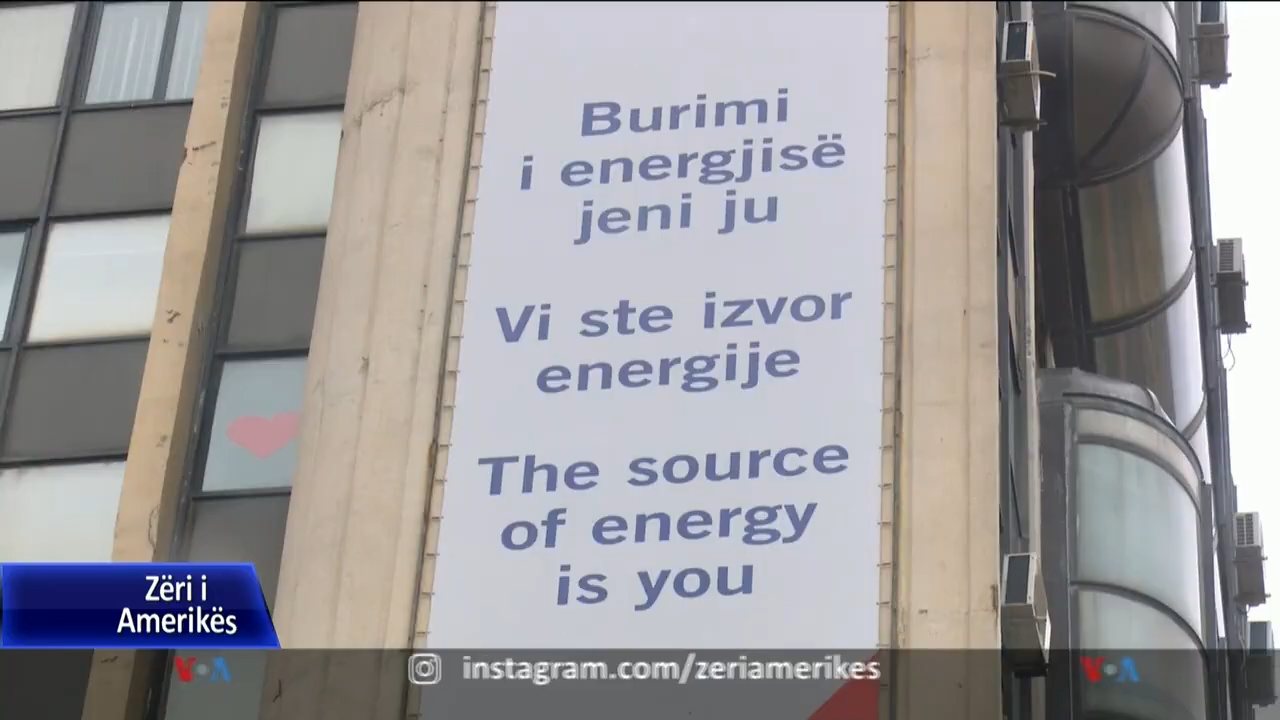 Burimi
i energjisë
jeni ju
Vi ste izvor
energije
The source
of energy
is you
Zëri i
Amerikës
VOA
instagram.com/zeriamerikes
VOA